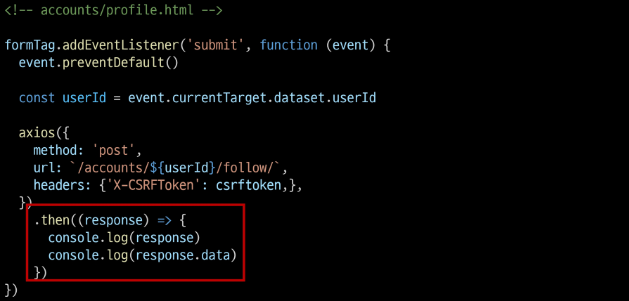 <!-- accounts/profile.html -->
formTag.addEventListener('submit', function (event) {
  event.preventDefault()
  const userId = event.currentTarget.dataset.userId
  axios({
    method: 'post',
    url: `/accounts/${userId}/follow/`,
    headers: {'X-CSRFToken': csrftoken,},
  })
    .then((response) => {
      console.log(response)
      console.log(response.data)
    })
})